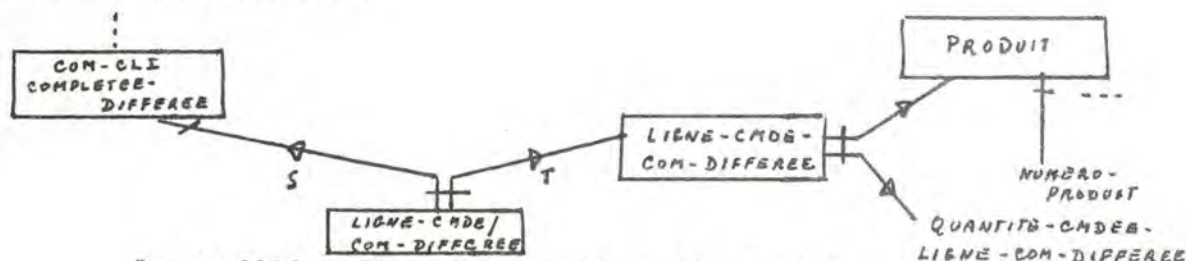 COM-CLI
COMPLETEE-
DIFFEREE
PRODUIT
LIGNE-CMDE-
COM-DIFFEREE
S
T
NUMERO-
PRODUIT
LIGNE-CMDE/
COM-DIFFEREE
QUANTITE-CMDEE-
LIGNE-COM-DIFFEREE